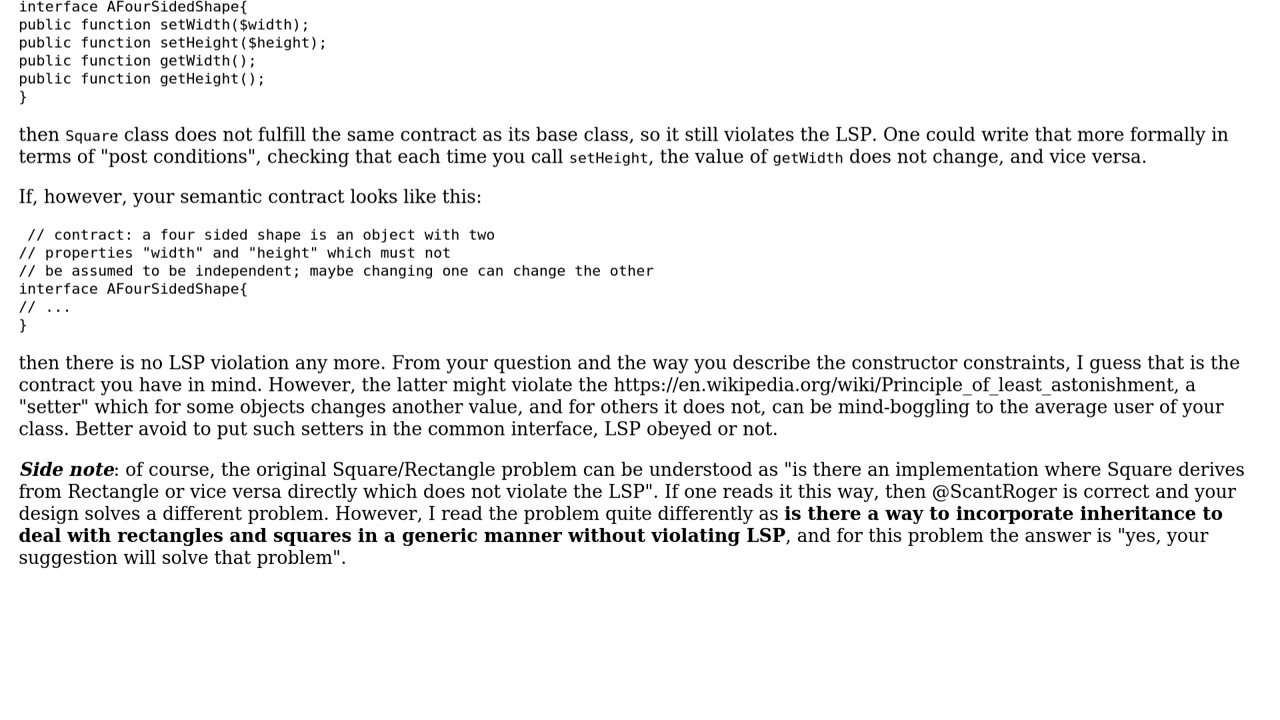 interface AFourSidedShape{
public function setWidth($width);
public function setHeight($height);
public function getWidth();
public function getHeight();
}
then Square class does not fulfill the same contract as its base class, so it still violates the LSP. One could write that more formally in
terms of "post conditions", checking that each time you call setHeight, the value of getWidth does not change, and vice versa.
If, however, your semantic contract looks like this:
// contract: a four sided shape is an object with two
// properties "width" and "height" which must not
// be assumed to be independent; maybe changing one can change the other
interface AFourSidedShape{
// ...
}
then there is no LSP violation any more. From your question and the way you describe the constructor constraints, I guess that is the
contract you have in mind. However, the latter might violate the https://en.wikipedia.org/wiki/Principle_of_least_astonishment, a
"setter" which for some objects changes another value, and for others it does not, can be mind-boggling to the average user of your
class. Better avoid to put such setters in the common interface, LSP obeyed or not.
Side note: of course, the original Square/Rectangle problem can be understood as "is there an implementation where Square derives
from Rectangle or vice versa directly which does not violate the LSP". If one reads it this way, then @ScantRoger is correct and your
design solves a different problem. However, I read the problem quite differently as is there a way to incorporate inheritance to
deal with rectangles and squares in a generic manner without violating LSP, and for this problem the answer is "yes, your
suggestion will solve that problem".